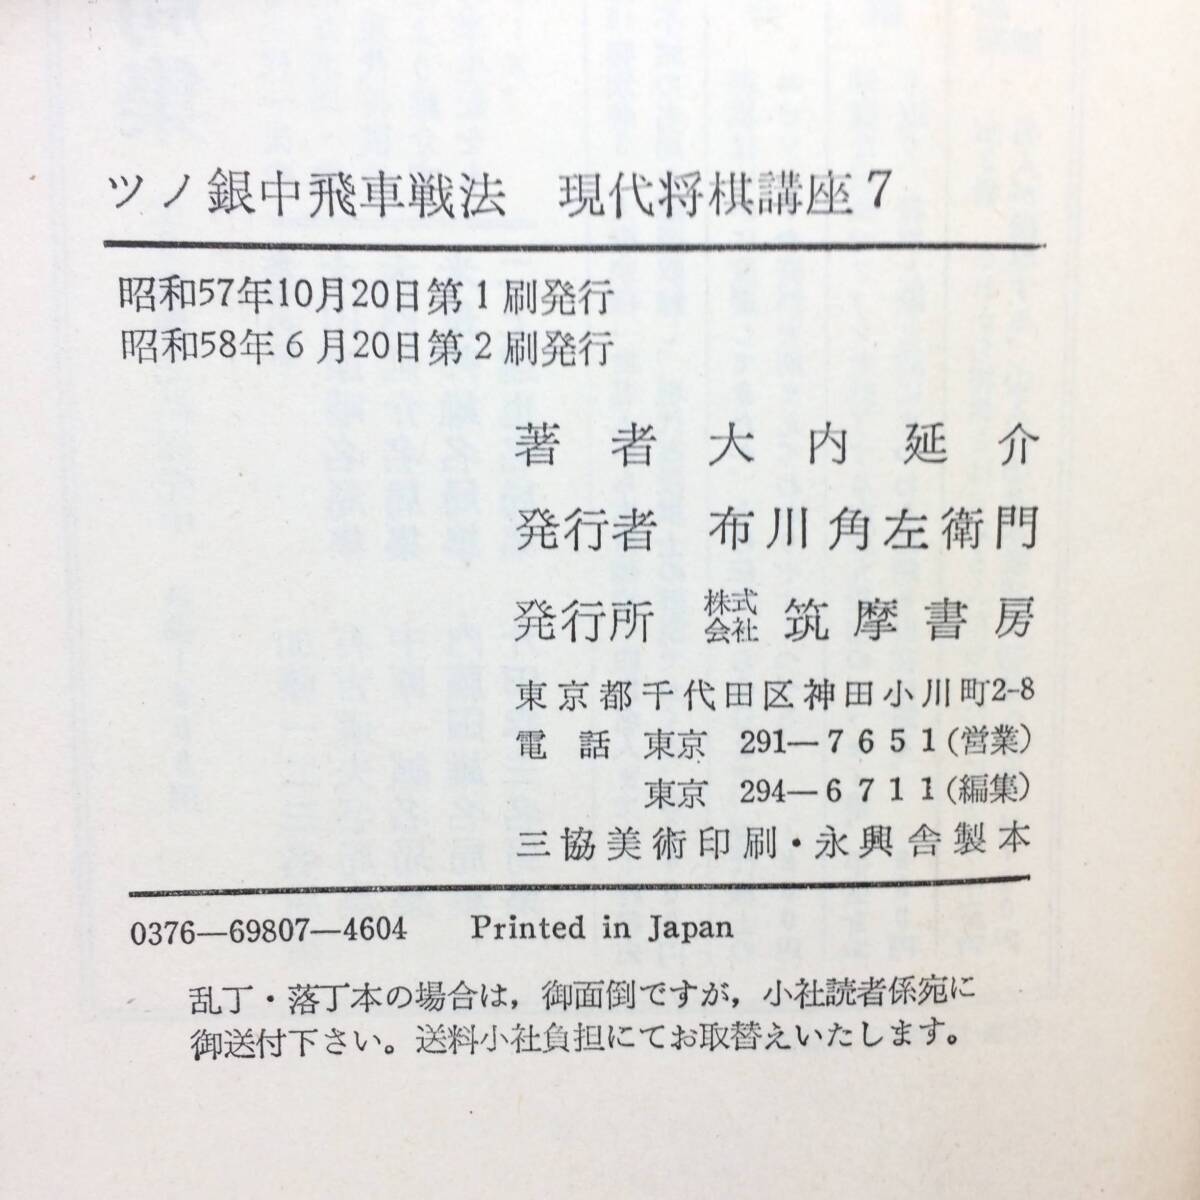 ツノ銀中飛車戦法　現代将棋講座7
昭和57年10月20日第1刷発行
昭和58年6月20日第2刷発行
著者 大内延介
発行者 布川角左衛門
発行所 株式会社 筑摩書房
東京都千代田区神田小川町2-8
電話 東京 291―7651(営業)
東京 294―6711(編集)
三協美術印刷・永興舎製本
0376―69807―4604　Printed in Japan
乱丁・落丁本の場合は，御面倒ですが，小社読者係宛に
御送付下さい。送料小社負担にてお取替えいたします。